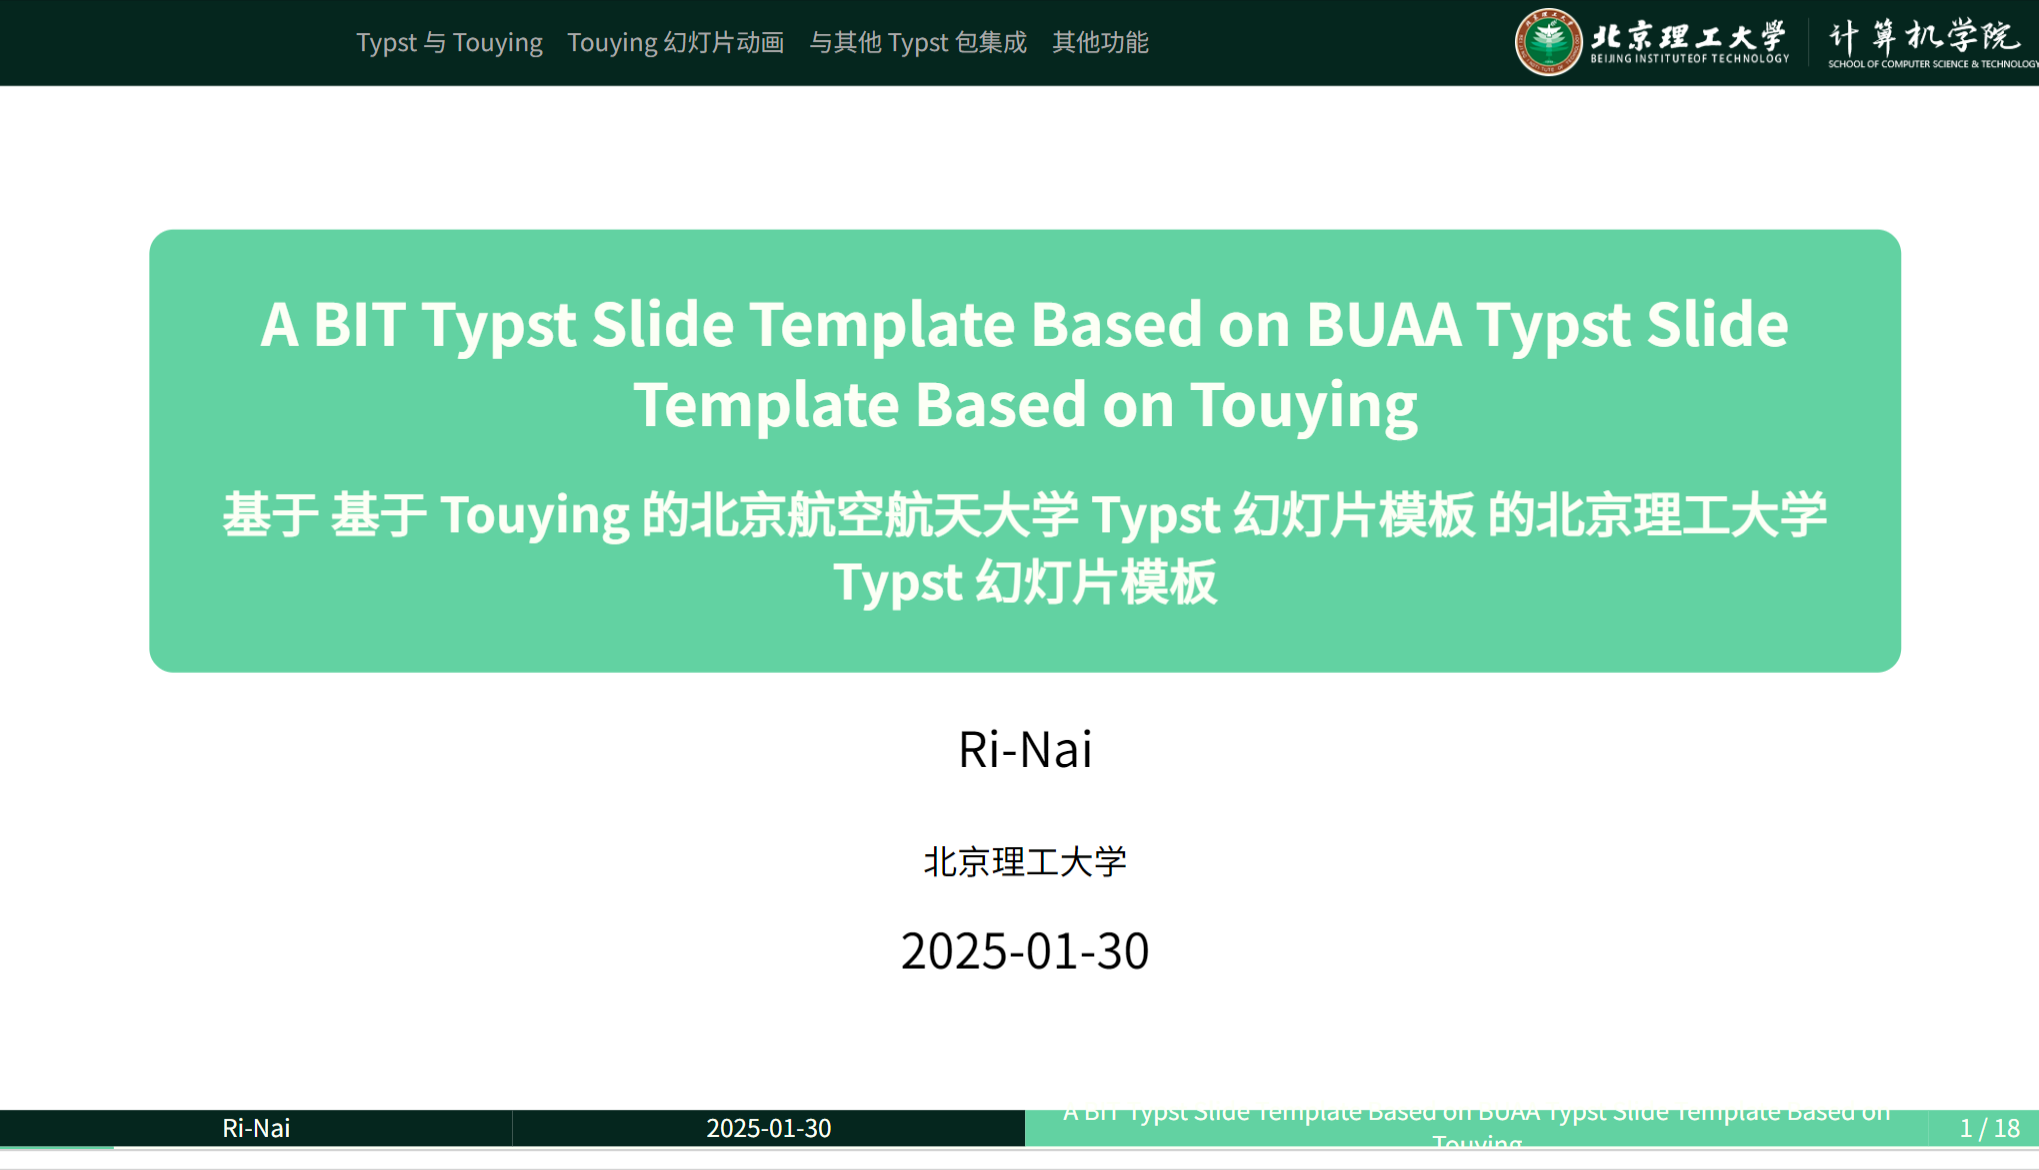 Typst 与 Touying Touying 幻灯片动画 与其他 Typst 包集成 其他功能
北京理工大学
BEIJING INSTITUTEOF TECHNOLOGY
计算机学院
SCHOOL OF COMPUTER SCIENCE & TECHNOLOGY
A BIT Typst Slide Template Based on BUAA Typst Slide
Template Based on Touying
基于 基于 Touying 的北京航空航天大学 Typst 幻灯片模板 的北京理工大学
Typst 幻灯片模板
Ri-Nai
北京理工大学
2025-01-30
Ri-Nai
2025-01-30
A BIT Typst Slide Template Based on BUAA Typst Slide Template Based on
Touying
1 / 18